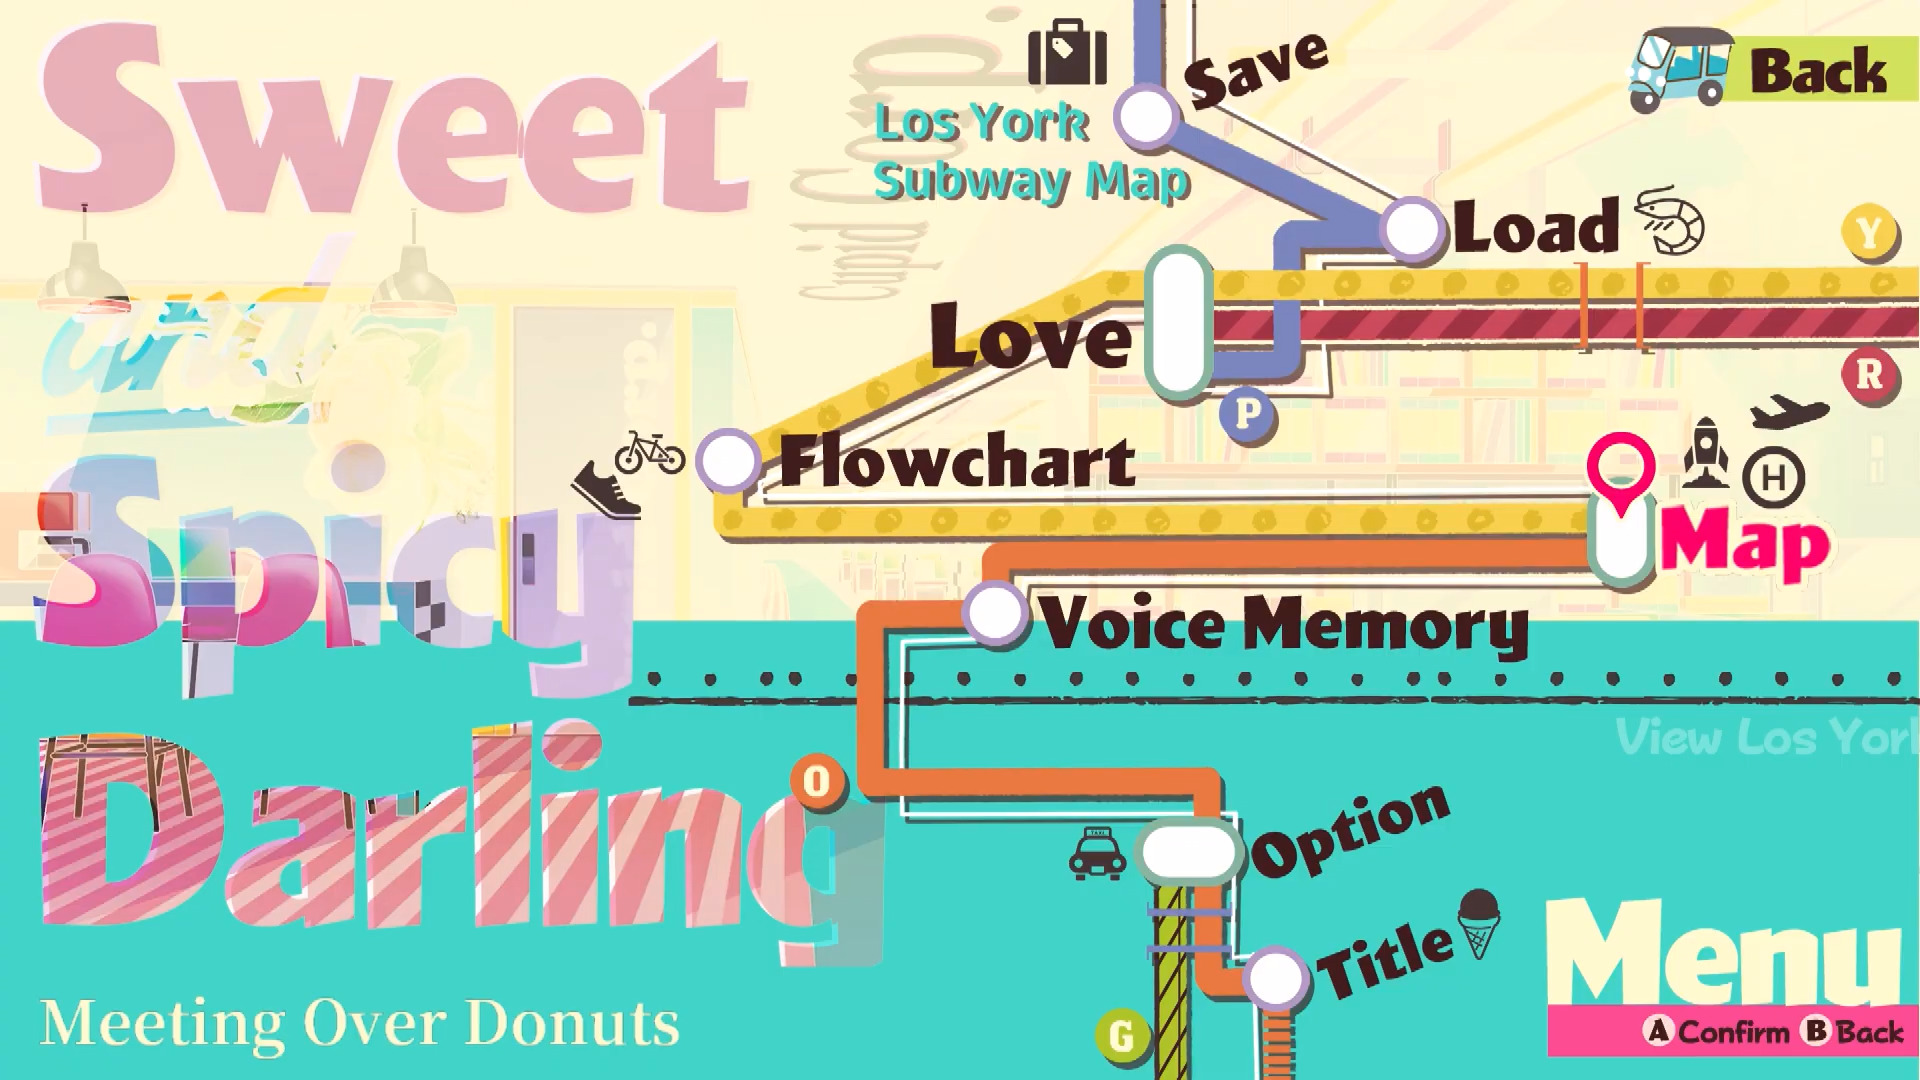 Sweet
and
Spicy
Darling
Meeting Over Donuts
Los York
Subway Map
Save
Load
Love
Flowchart
Map
Voice Memory
Option
Title
Back
Y
R
P
H
O
G
TAXI
View Los York
Menu
A Confirm B Back